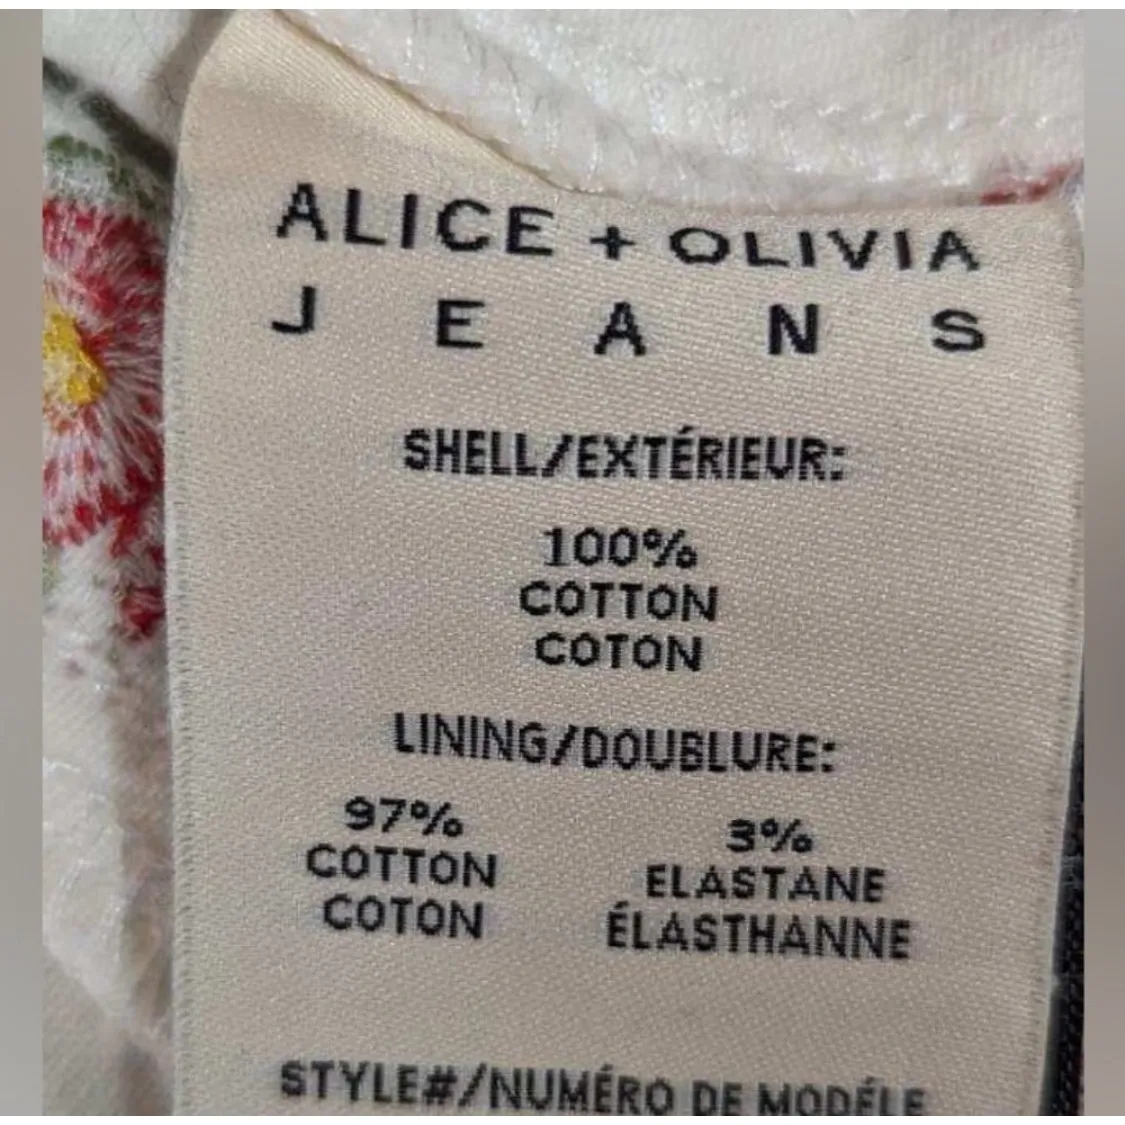 ALICE + OLIVIA
JEANS
SHELL/EXTÉRIEUR:
100%
COTTON
COTON
LINING/DOUBLURE:
97%
COTTON
COTON
3%
ELASTANE
ÉLASTHANNE
STYLE#/NUMÉRO DE MODÉLE